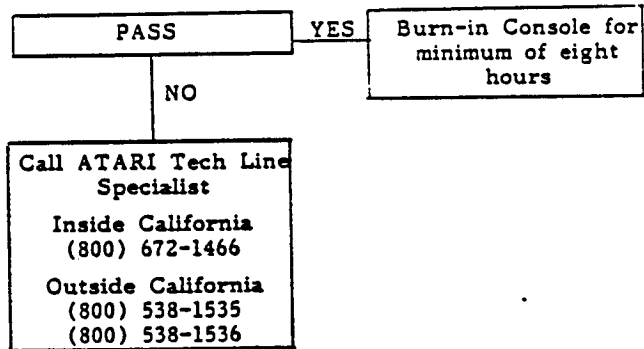 PASS
YES
Burn-in Console for
minimum of eight
hours
NO
Call ATARI Tech Line
Specialist
Inside California
(800) 672-1466
Outside California
(800) 538-1535
(800) 538-1536